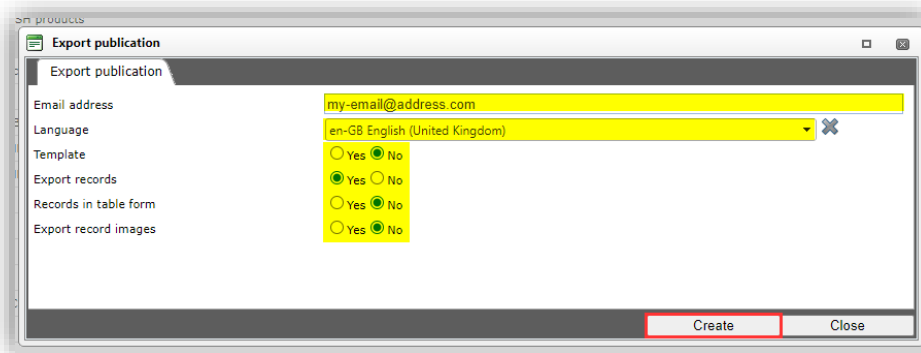 SH products
Export publication
Export publication
Email address my-email@address.com
Language en-GB English (United Kingdom)
Template Yes No
Export records Yes No
Records in table form Yes No
Export record images Yes No
Create Close